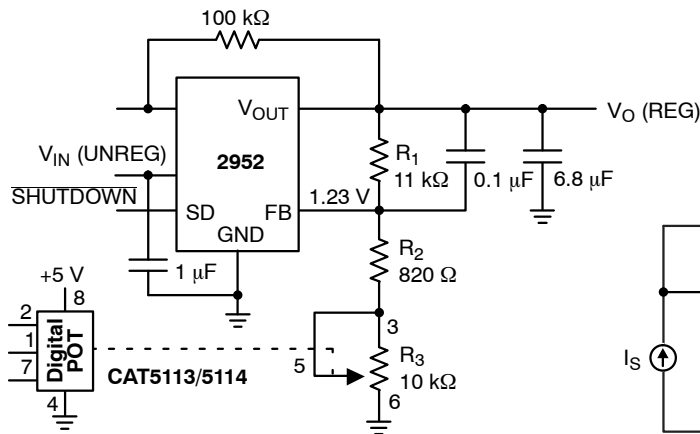 100 kΩ
V_OUT
V_O (REG)
V_IN (UNREG)
2952
R_1
11 kΩ
0.1 µF
6.8 µF
SHUTDOWN
SD
FB
1.23 V
GND
R_2
820 Ω
1 µF
+5 V
8
2
1
7
4
Digital
POT
CAT5113/5114
3
5
R_3
10 kΩ
6
I_S